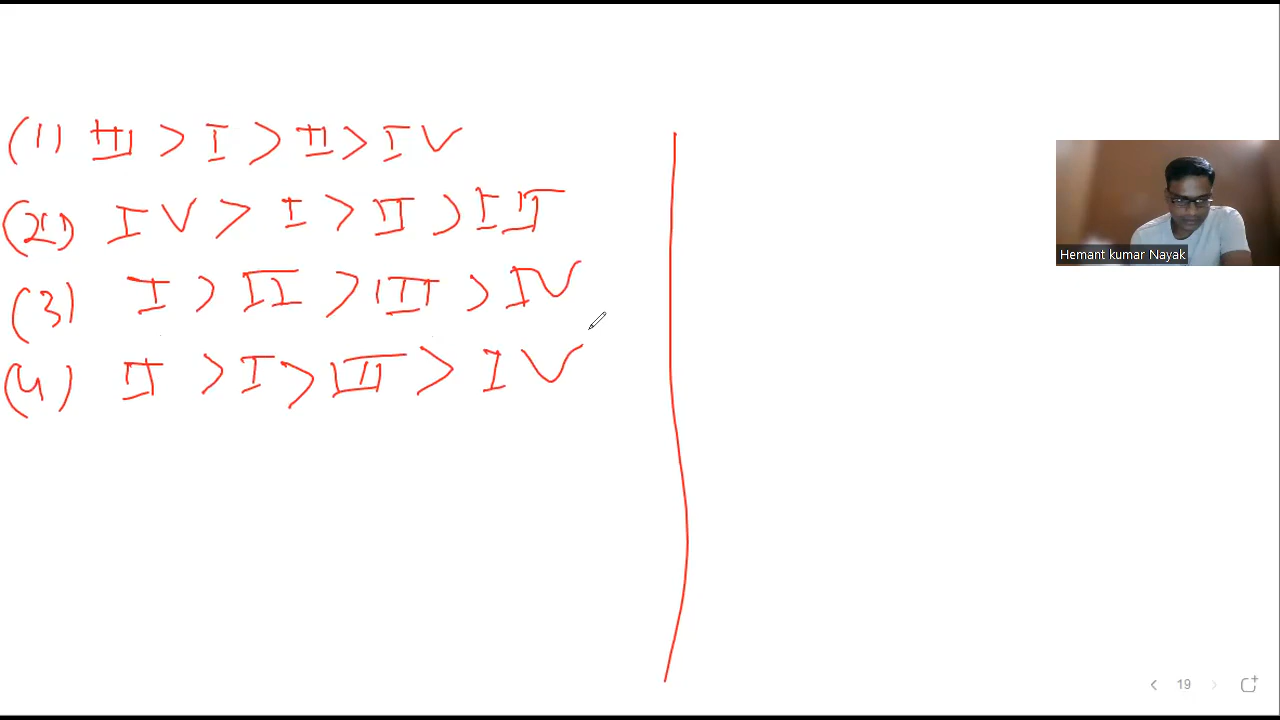 (1) III > I > II > IV
(2) IV > I > II > III
(3) I > II > III > IV
(4) II > I > III > IV
Hemant kumar Nayak
19